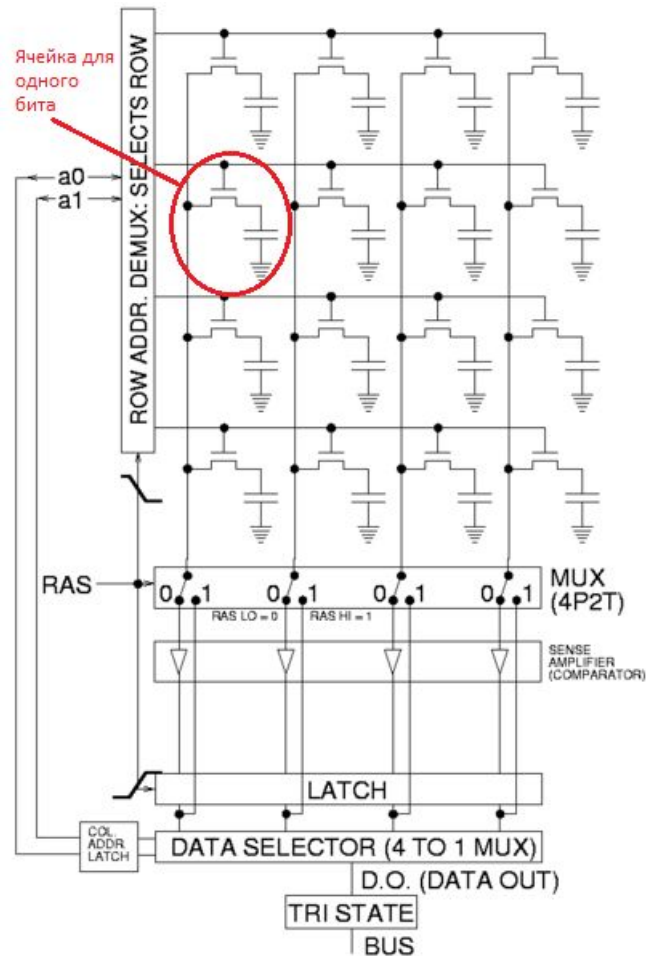 Ячейка для
одного
бита
ROW ADDR. DEMUX: SELECTS ROW
a0
a1
RAS
0 1
0 1
0 1
0 1
RAS LO = 0
RAS HI = 1
MUX
(4P2T)
SENSE
AMPLIFIER
(COMPARATOR)
LATCH
COL.
ADDR.
LATCH
DATA SELECTOR (4 TO 1 MUX)
D.O. (DATA OUT)
TRI STATE
BUS